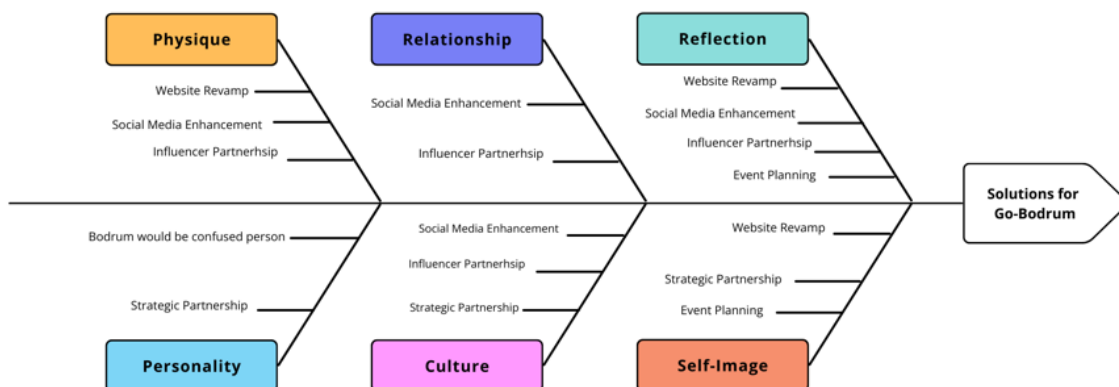 Physique
Relationship
Reflection
Website Revamp
Social Media Enhancement
Influencer Partnerhsip
Social Media Enhancement
Influencer Partnerhsip
Website Revamp
Social Media Enhancement
Influencer Partnerhsip
Event Planning
Solutions for
Go-Bodrum
Bodrum would be confused person
Strategic Partnership
Social Media Enhancement
Influencer Partnerhsip
Strategic Partnership
Website Revamp
Strategic Partnership
Event Planning
Personality
Culture
Self-Image